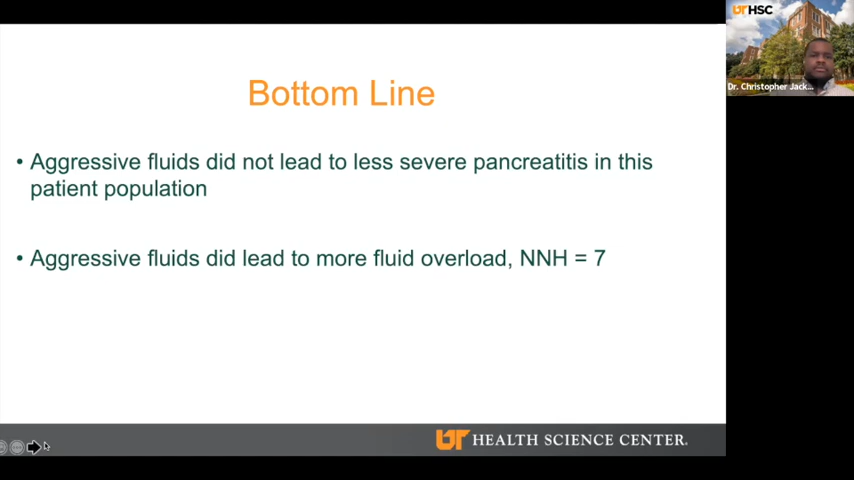 UTHSC
Dr. Christopher Jack...
Bottom Line
• Aggressive fluids did not lead to less severe pancreatitis in this
patient population
• Aggressive fluids did lead to more fluid overload, NNH = 7
UT HEALTH SCIENCE CENTER.